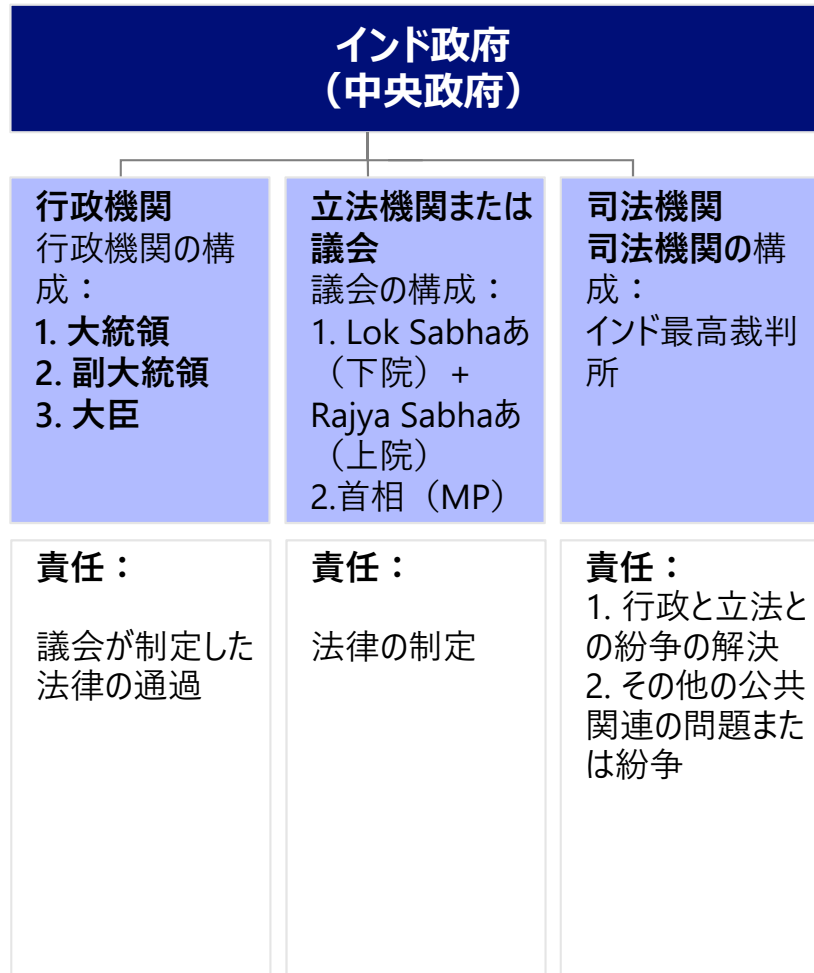 インド政府
（中央政府）
行政機関
行政機関の構
成：
1. 大統領
2. 副大統領
3. 大臣
立法機関または
議会
議会の構成：
1. Lok Sabhaあ
（下院）+
Rajya Sabhaあ
（上院）
2.首相（MP）
司法機関
司法機関の構
成：
インド最高裁判
所
責任：
議会が制定した
法律の通過
責任：
法律の制定
責任：
1. 行政と立法と
の紛争の解決
2. その他の公共
関連の問題また
は紛争